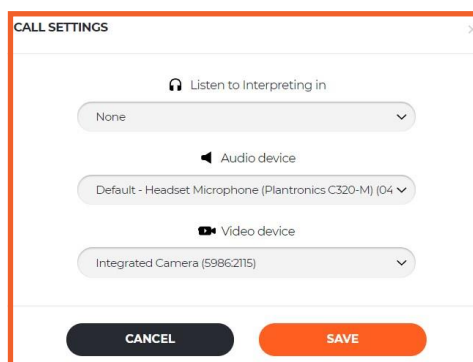 CALL SETTINGS
Listen to Interpreting in
None
Audio device
Default - Headset Microphone (Plantronics C320-M) (04
Video device
Integrated Camera (5986:2115)
CANCEL SAVE